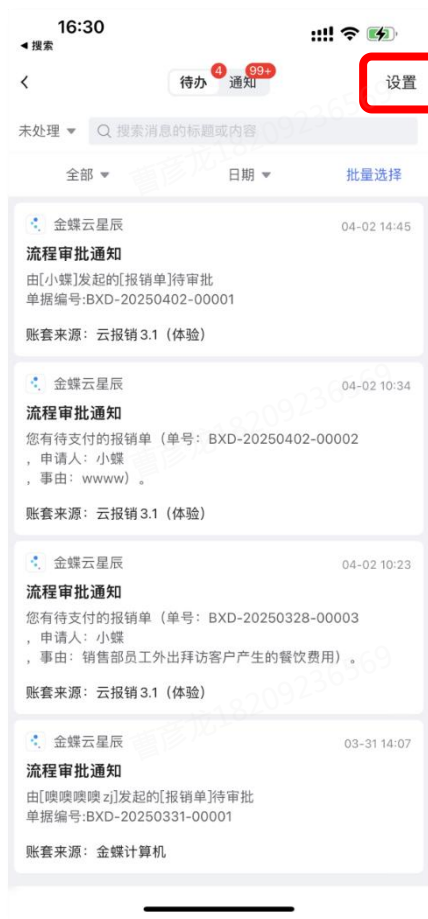 16:30
◀ 搜索
待办 4 通知 99+ 设置
未处理 ▼ 搜索消息的标题或内容
全部 ▼ 日期 ▼ 批量选择
金蝶云星辰 04-02 14:45
流程审批通知
由[小蝶]发起的[报销单]待审批
单据编号:BXD-20250402-00001
账套来源：云报销3.1（体验）
金蝶云星辰 04-02 10:34
流程审批通知
您有待支付的报销单（单号：BXD-20250402-00002
，申请人：小蝶
，事由：wwww）。
账套来源：云报销3.1（体验）
金蝶云星辰 04-02 10:23
流程审批通知
您有待支付的报销单（单号：BXD-20250328-00003
，申请人：小蝶
，事由：销售部员工外出拜访客户产生的餐饮费用）。
账套来源：云报销3.1（体验）
金蝶云星辰 03-31 14:07
流程审批通知
由[噢噢噢噢zj]发起的[报销单]待审批
单据编号:BXD-20250331-00001
账套来源：金蝶计算机